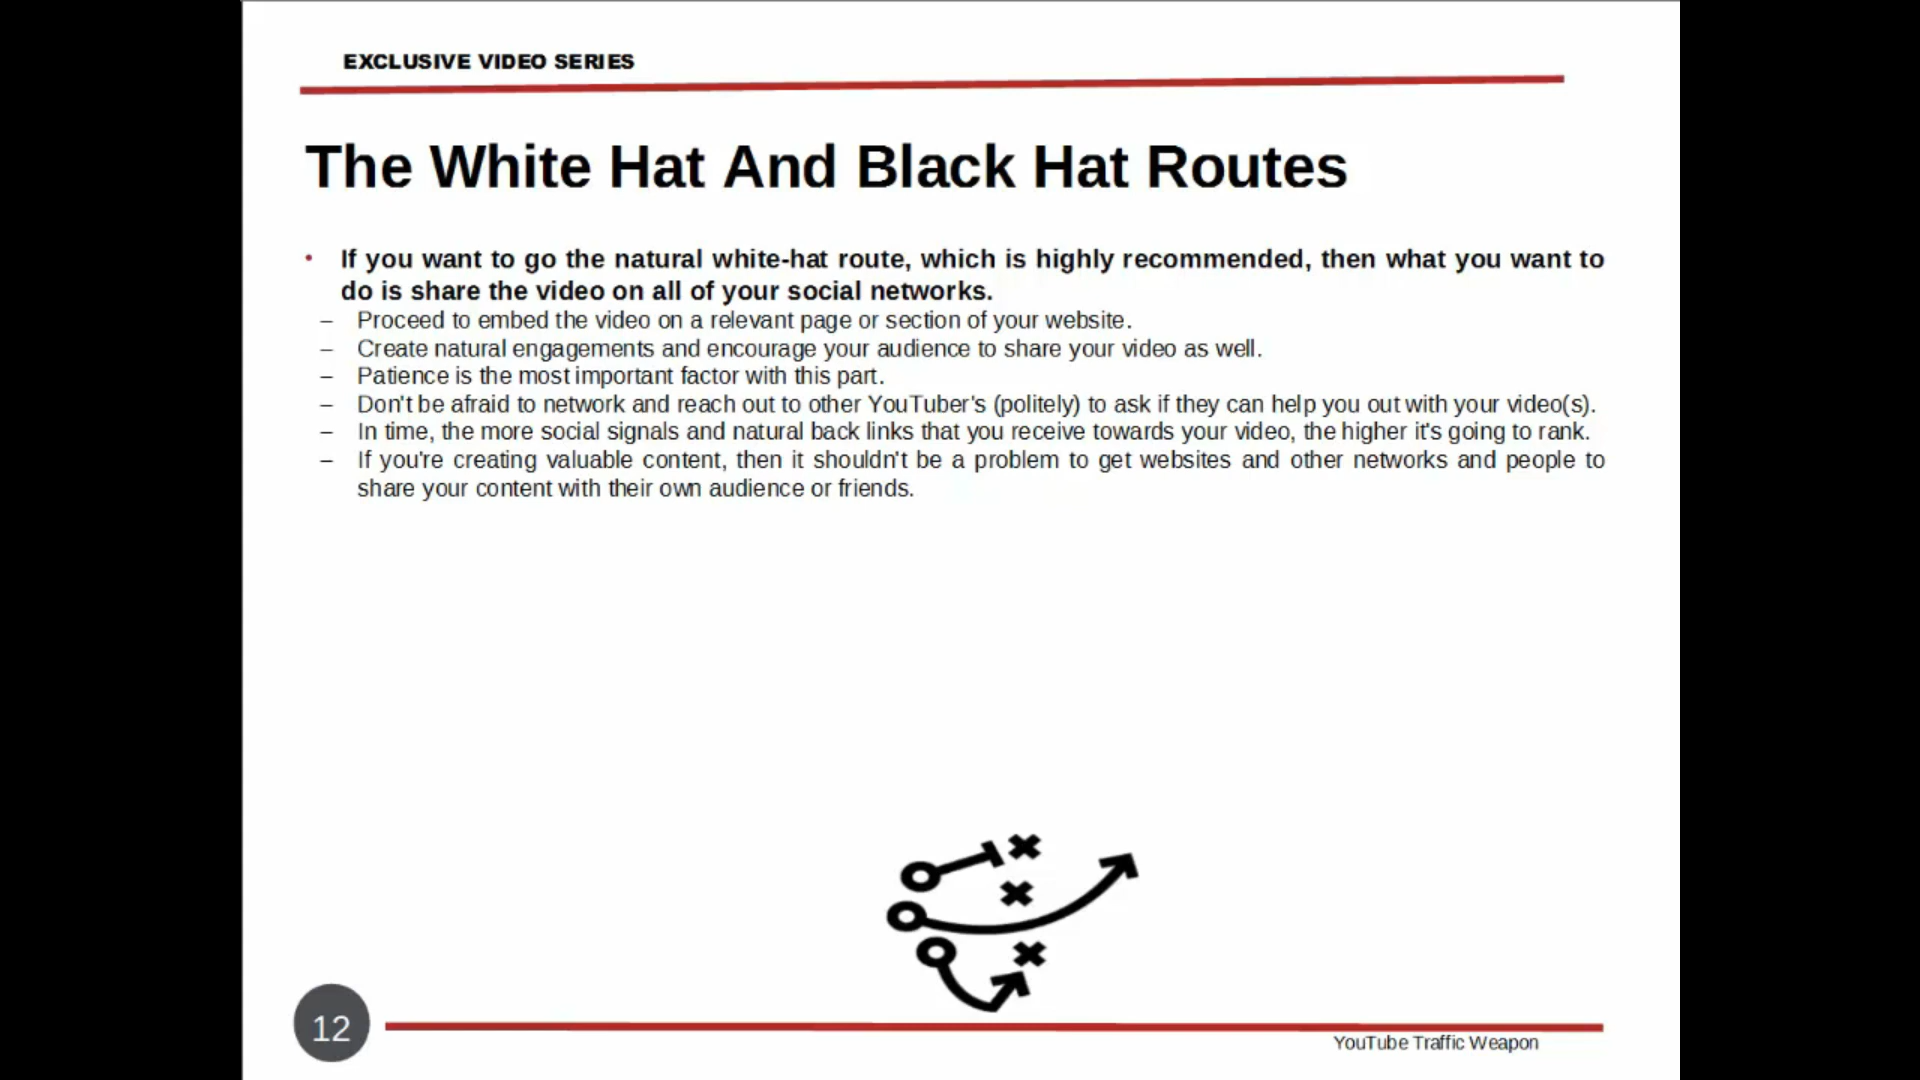 EXCLUSIVE VIDEO SERIES
The White Hat And Black Hat Routes
• If you want to go the natural white-hat route, which is highly recommended, then what you want to
do is share the video on all of your social networks.
– Proceed to embed the video on a relevant page or section of your website.
– Create natural engagements and encourage your audience to share your video as well.
– Patience is the most important factor with this part.
– Don't be afraid to network and reach out to other YouTuber's (politely) to ask if they can help you out with your video(s).
– In time, the more social signals and natural back links that you receive towards your video, the higher it's going to rank.
– If you're creating valuable content, then it shouldn't be a problem to get websites and other networks and people to
share your content with their own audience or friends.
12
YouTube Traffic Weapon